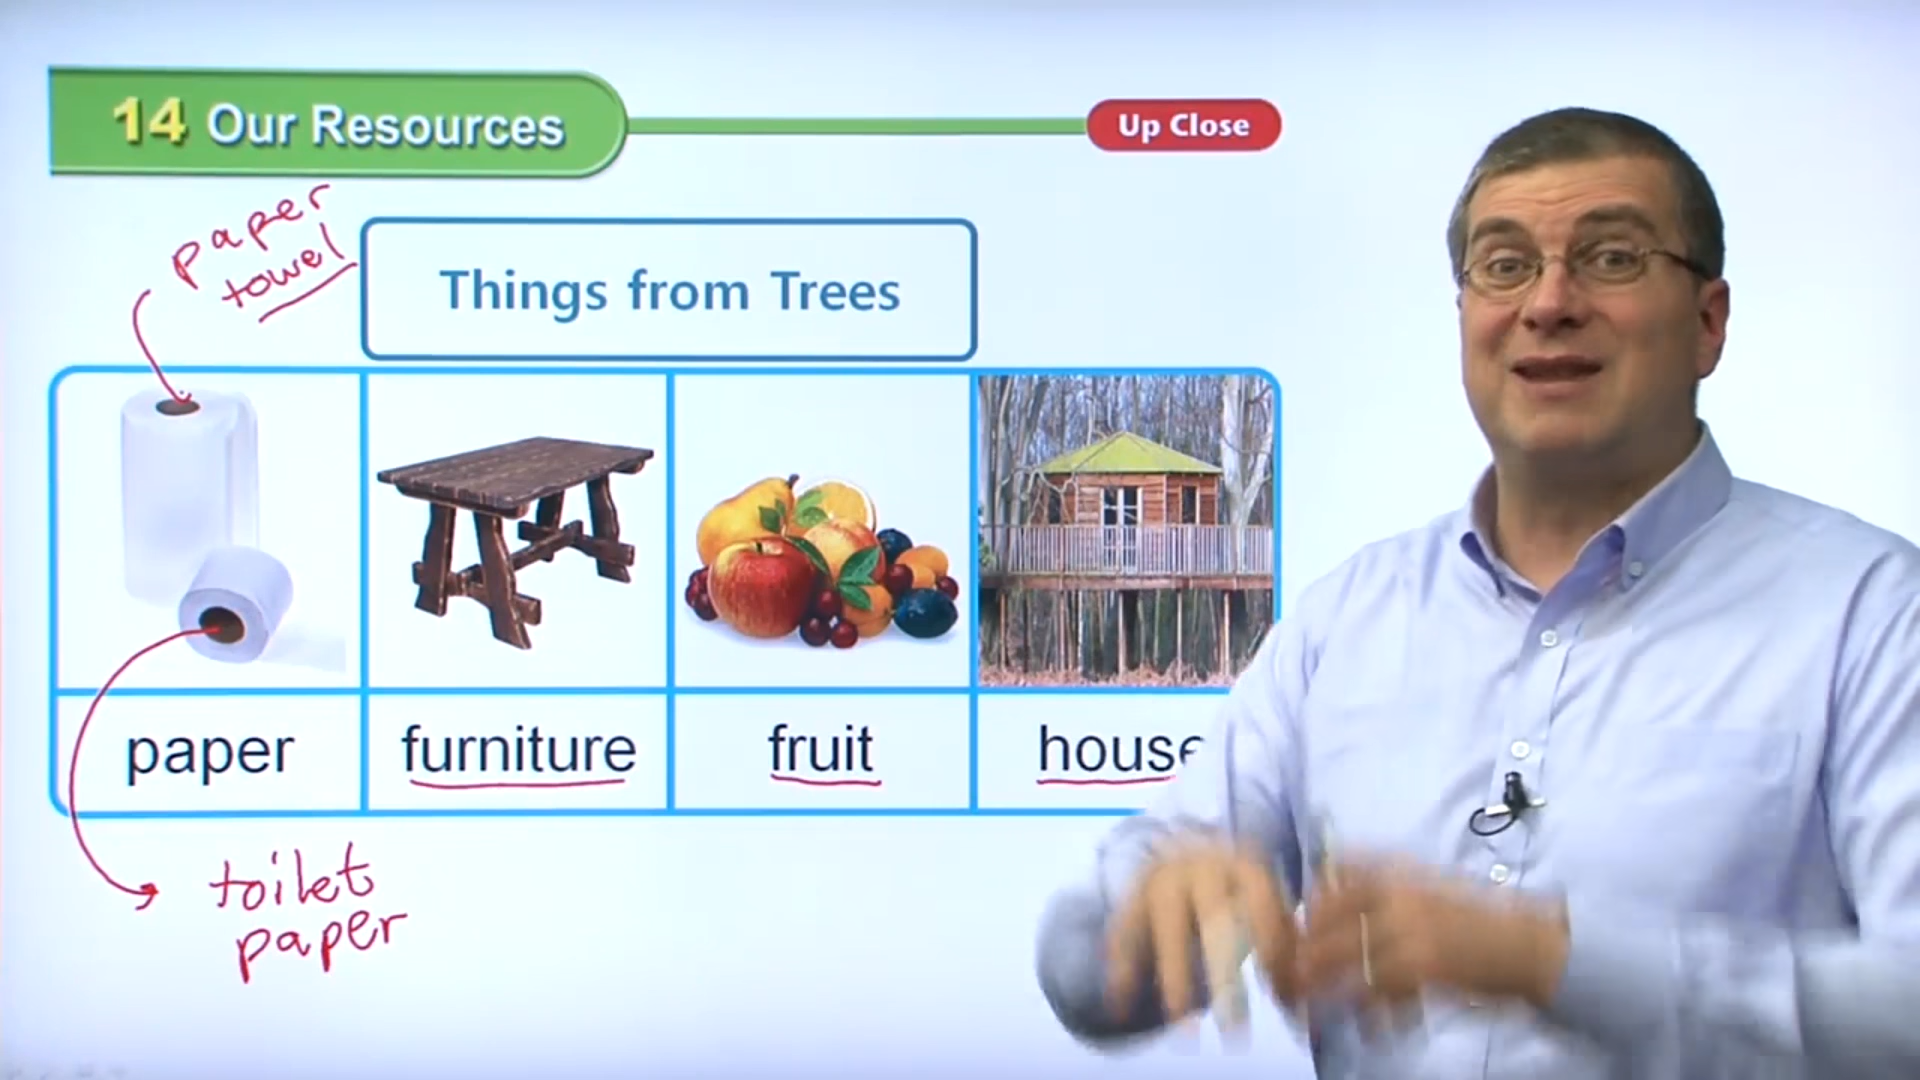 14 Our Resources
Up Close
paper
towel
Things from Trees
paper
furniture
fruit
house
toilet
paper